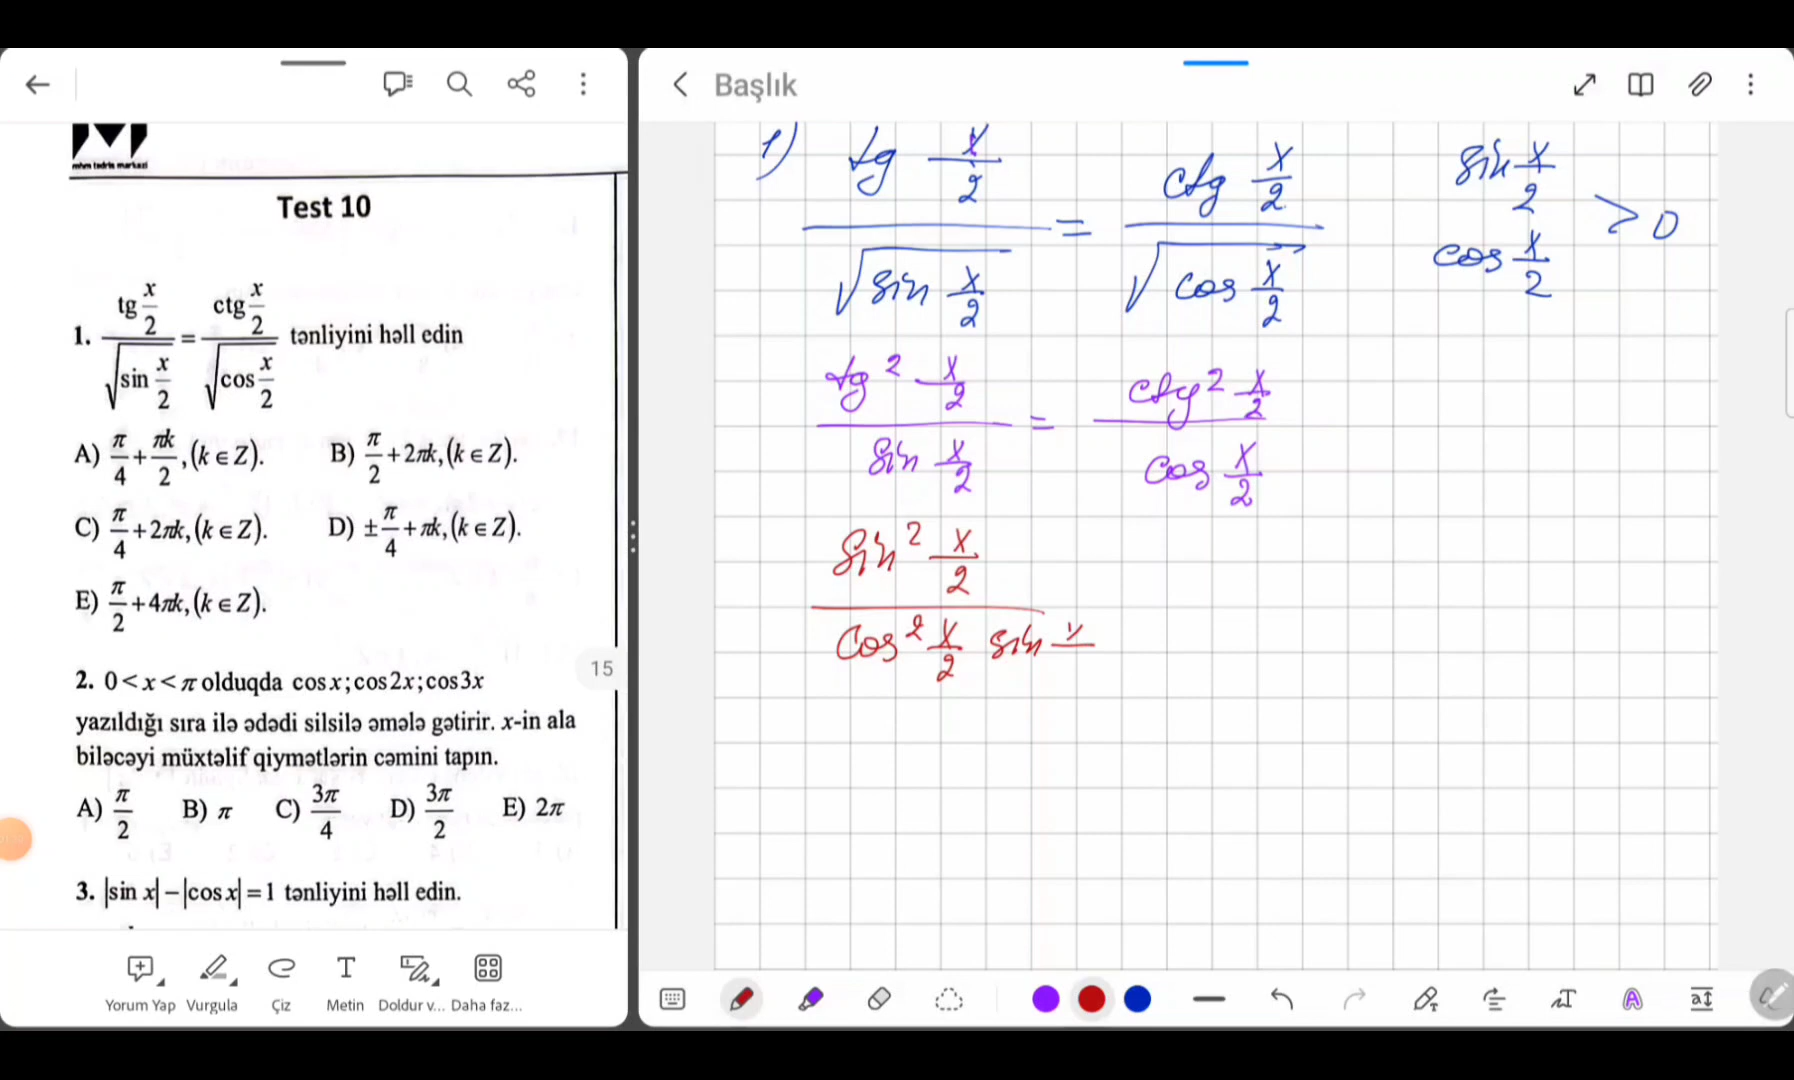 Başlık
mhm tədris mərkəzi
Test 10
1. tg x/2 / √(sin x/2) = ctg x/2 / √(cos x/2) tənliyini həll edin
A) π/4 + πk/2, (k ∈ Z). B) π/2 + 2πk, (k ∈ Z).
C) π/4 + 2πk, (k ∈ Z). D) ± π/4 + πk, (k ∈ Z).
E) π/2 + 4πk, (k ∈ Z).
2. 0 < x < π olduqda cos x; cos 2x; cos 3x
yazıldığı sıra ilə ədədi silsilə əmələ gətirir. x-in ala
biləcəyi müxtəlif qiymətlərin cəmini tapın.
A) π/2 B) π C) 3π/4 D) 3π/2 E) 2π
3. |sin x| − |cos x| = 1 tənliyini həll edin.
15
Yorum Yap Vurgula Çiz Metin Doldur v... Daha faz...
1) tg x/2 / √(sin x/2) = ctg x/2 / √(cos x/2)
sin x/2
cos x/2 > 0
tg² x/2 / sin x/2 = ctg² x/2 / cos x/2
sin² x/2 / cos² x/2 sin x